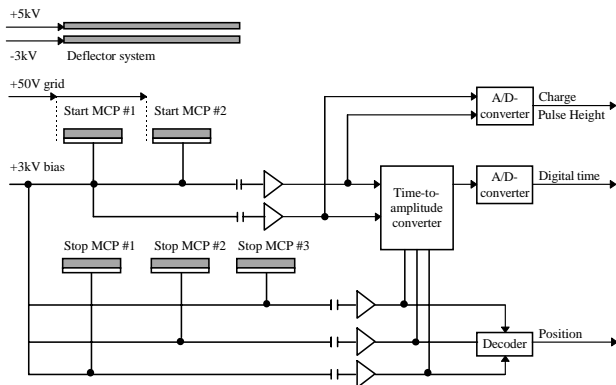 +5kV
-3kV
Deflector system
+50V grid
Start MCP #1
Start MCP #2
A/D-
converter
Charge
Pulse Height
+3kV bias
Time-to-
amplitude
converter
A/D-
converter
Digital time
Stop MCP #1
Stop MCP #2
Stop MCP #3
Decoder
Position